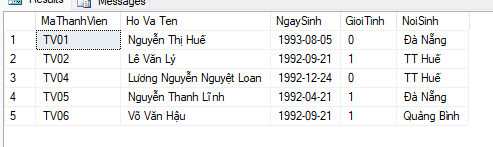 Results Messages
MaThanhVien Ho Va Ten NgaySinh GioiTinh NoiSinh
1 TV01 Nguyễn Thị Huế 1993-08-05 0 Đà Nẵng
2 TV02 Lê Văn Lý 1992-09-21 1 TT Huế
3 TV04 Lương Nguyễn Nguyệt Loan 1992-12-24 0 TT Huế
4 TV05 Nguyễn Thanh Lĩnh 1992-04-21 1 Đà Nẵng
5 TV06 Võ Văn Hậu 1992-09-21 1 Quảng Bình